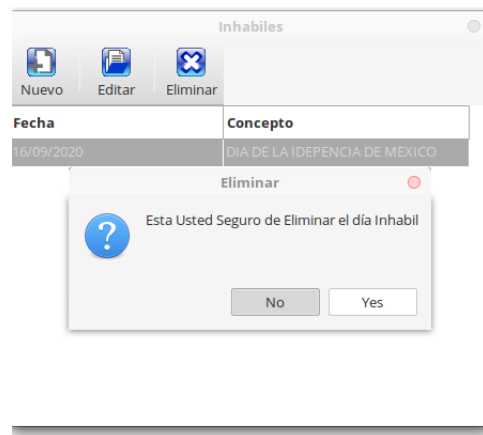 Inhabiles
Nuevo Editar Eliminar
Fecha Concepto
16/09/2020 DIA DE LA IDEPENCIA DE MEXICO
Eliminar
?
Esta Usted Seguro de Eliminar el día Inhabil
No Yes